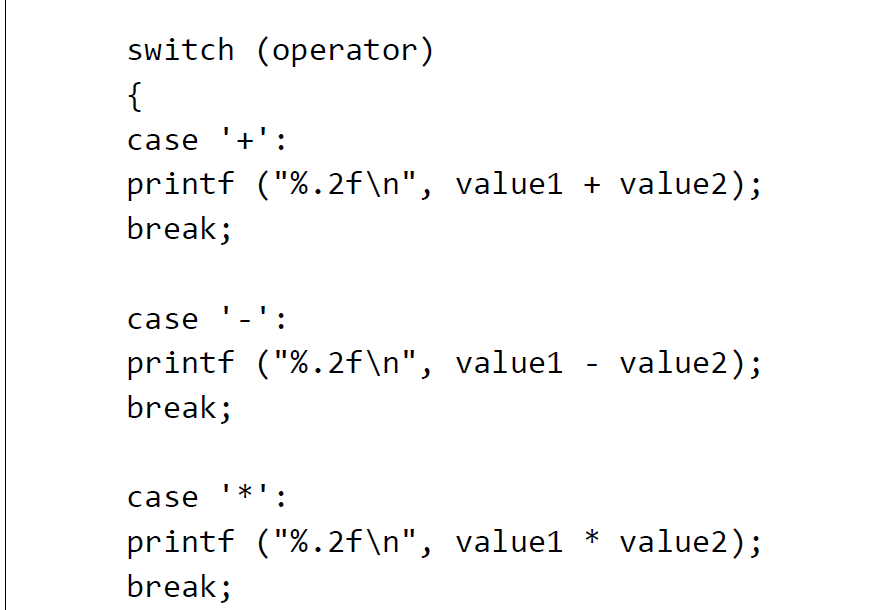 switch (operator)
{
case '+':
printf ("%.2f\n", value1 + value2);
break;
case '-':
printf ("%.2f\n", value1 - value2);
break;
case '*':
printf ("%.2f\n", value1 * value2);
break;